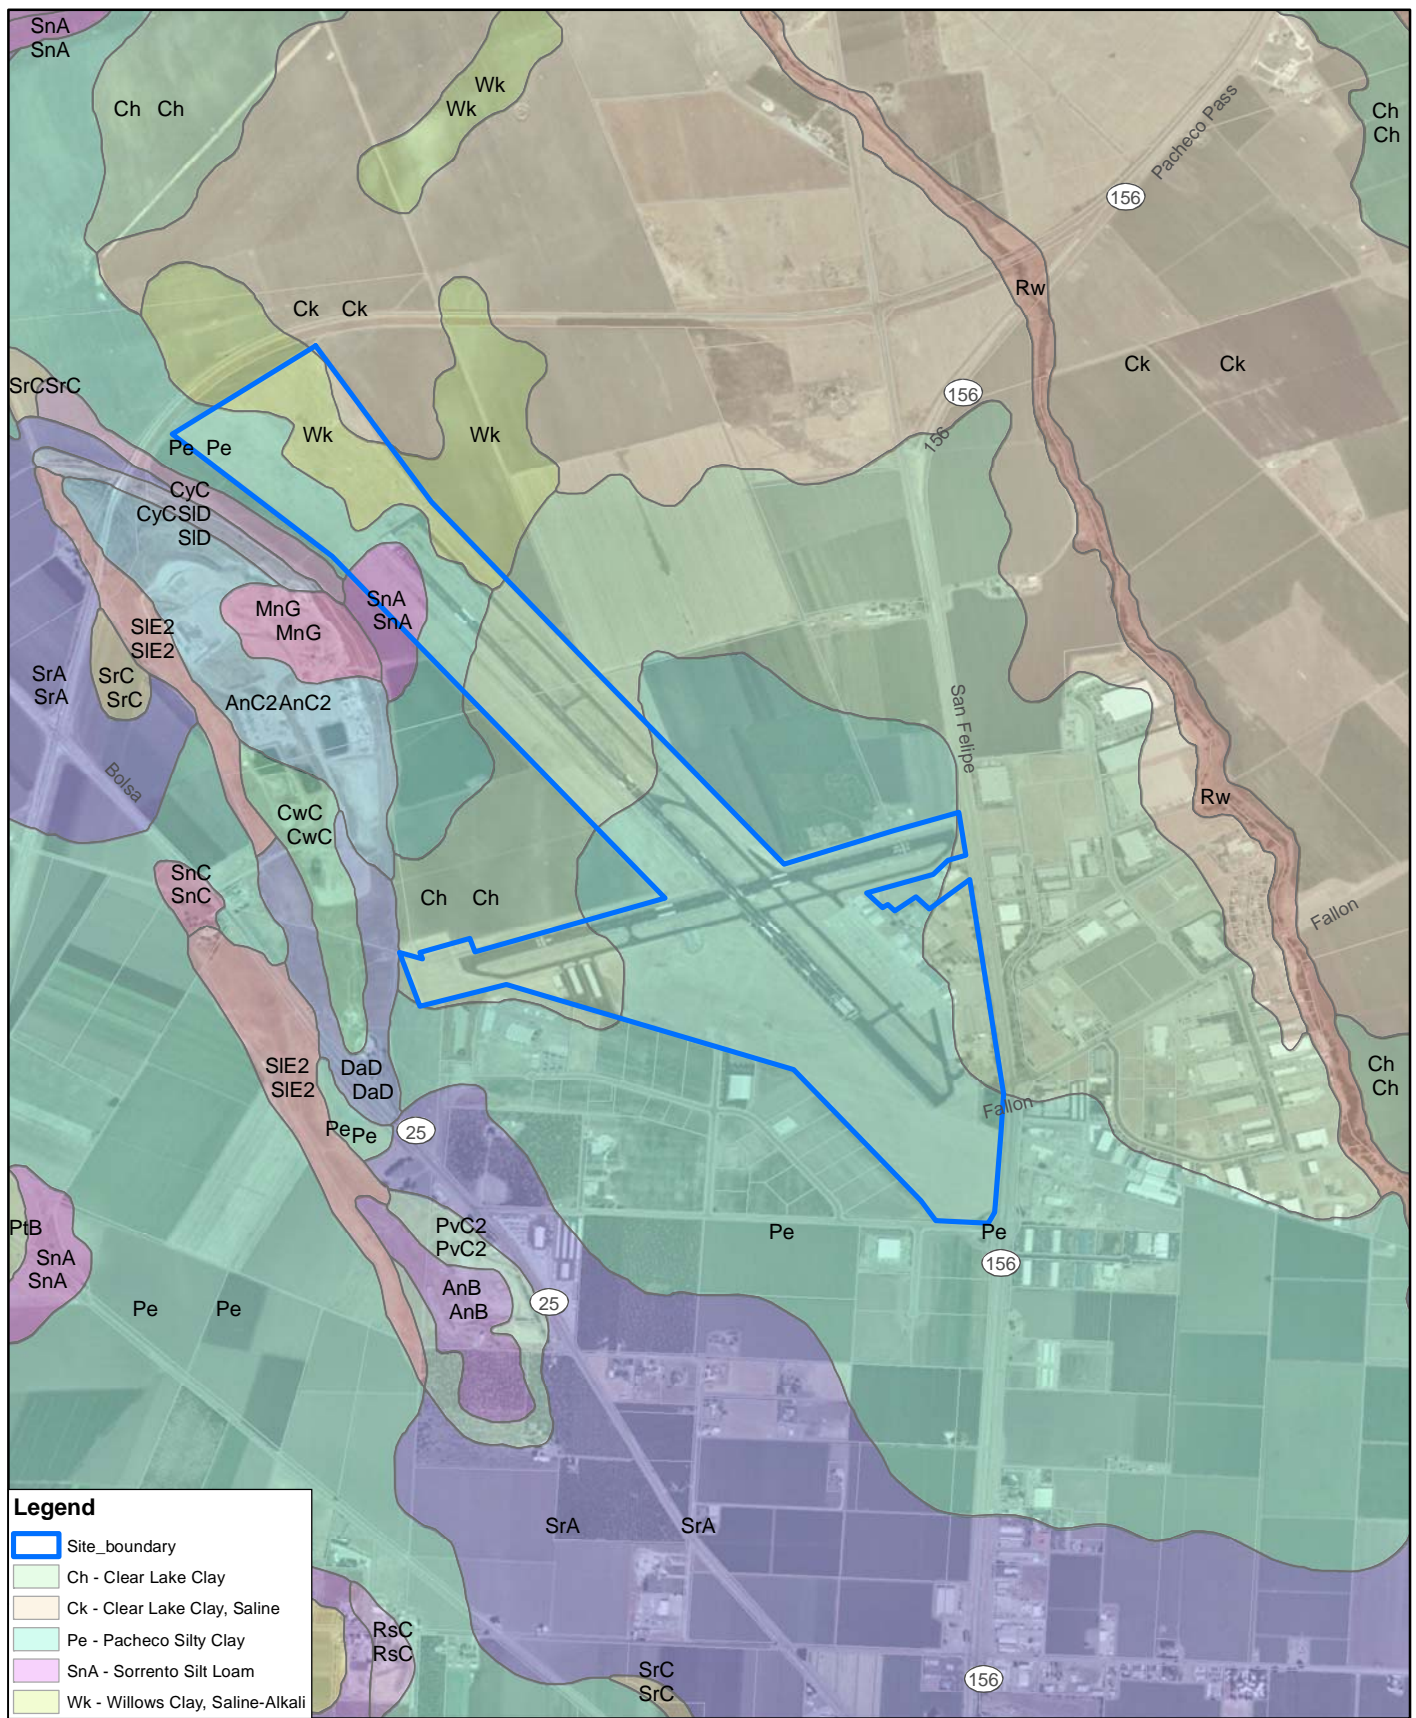 SnA
SnA
Wk
Wk
Ch Ch
Ch
Ch
Pacheco Pass
156
Rw
Ck Ck
Ck Ck
SrCSrC
156
156
Wk
Wk
Pe Pe
CyC
CyCSlD
SlD
SnA
SnA
MnG
MnG
SlE2
SlE2
SrA
SrA
SrC
SrC
AnC2AnC2
San Felipe
Bolsa
Rw
CwC
CwC
SnC
SnC
Ch Ch
Fallon
SlE2
SlE2
DaD
DaD
Ch
Ch
Fallon
PePe
25
PtB
SnA
SnA
PvC2
PvC2
Pe Pe
156
AnB
AnB
25
Pe Pe
SrA SrA
RsC
RsC
SrC
SrC
156
Legend
Site_boundary
Ch - Clear Lake Clay
Ck - Clear Lake Clay, Saline
Pe - Pacheco Silty Clay
SnA - Sorrento Silt Loam
Wk - Willows Clay, Saline-Alkali